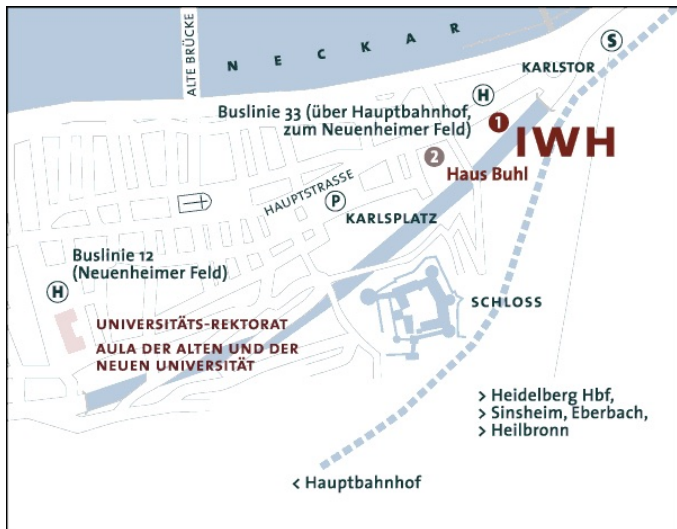 ALTE BRÜCKE
NECKAR
S
KARLSTOR
H
Buslinie 33 (über Hauptbahnhof,
zum Neuenheimer Feld)
1
IWH
2
Haus Buhl
HAUPTSTRASSE
P
KARLSPLATZ
Buslinie 12
(Neuenheimer Feld)
H
SCHLOSS
UNIVERSITÄTS-REKTORAT
AULA DER ALTEN UND DER
NEUEN UNIVERSITÄT
> Heidelberg Hbf,
> Sinsheim, Eberbach,
> Heilbronn
< Hauptbahnhof